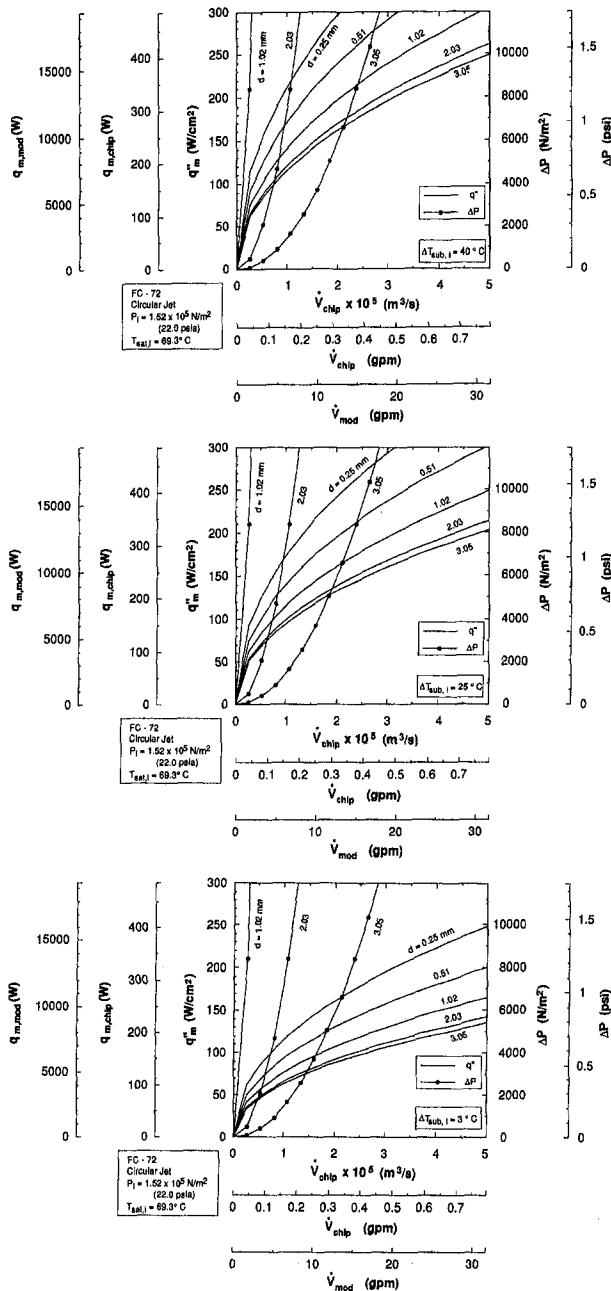 q m,mod (W)
15000
10000
5000
0
q m,chip (W)
400
300
200
100
0
q"m (W/cm²)
300
250
200
150
100
50
0
d = 1.02 mm
2.03
d = 0.25 mm
0.51
1.02
2.03
3.05
3.05
q"
ΔP
ΔTsub, i = 40° C
10000
8000
6000
4000
2000
0
ΔP (N/m²)
1.5
1
0.5
0
ΔP (psi)
0 1 2 3 4 5
V̇chip x 10⁵ (m³/s)
0 0.1 0.2 0.3 0.4 0.5 0.6 0.7
V̇chip (gpm)
0 10 20 30
V̇mod (gpm)
FC - 72
Circular Jet
Pi = 1.52 x 10⁵ N/m²
(22.0 psia)
Tsat,i = 69.3° C
q m,mod (W)
15000
10000
5000
0
q m,chip (W)
400
300
200
100
0
q"m (W/cm²)
300
250
200
150
100
50
0
d = 1.02 mm
2.03
d = 0.25 mm
3.05
0.51
1.02
2.03
3.05
q"
ΔP
ΔTsub, i = 25° C
10000
8000
6000
4000
2000
0
ΔP (N/m²)
1.5
1
0.5
0
ΔP (psi)
0 1 2 3 4 5
V̇chip x 10⁵ (m³/s)
0 0.1 0.2 0.3 0.4 0.5 0.6 0.7
V̇chip (gpm)
0 10 20 30
V̇mod (gpm)
FC - 72
Circular Jet
Pi = 1.52 x 10⁵ N/m²
(22.0 psia)
Tsat,i = 69.3° C
q m,mod (W)
15000
10000
5000
0
q m,chip (W)
400
300
200
100
0
q"m (W/cm²)
300
250
200
150
100
50
0
d = 1.02 mm
2.03
3.05
d = 0.25 mm
0.51
1.02
2.03
3.05
q"
ΔP
ΔTsub, i = 3° C
10000
8000
6000
4000
2000
0
ΔP (N/m²)
1.5
1
0.5
0
ΔP (psi)
0 1 2 3 4 5
V̇chip x 10⁵ (m³/s)
0 0.1 0.2 0.3 0.4 0.5 0.6 0.7
V̇chip (gpm)
0 10 20 30
V̇mod (gpm)
FC - 72
Circular Jet
Pi = 1.52 x 10⁵ N/m²
(22.0 psia)
Tsat,i = 69.3° C